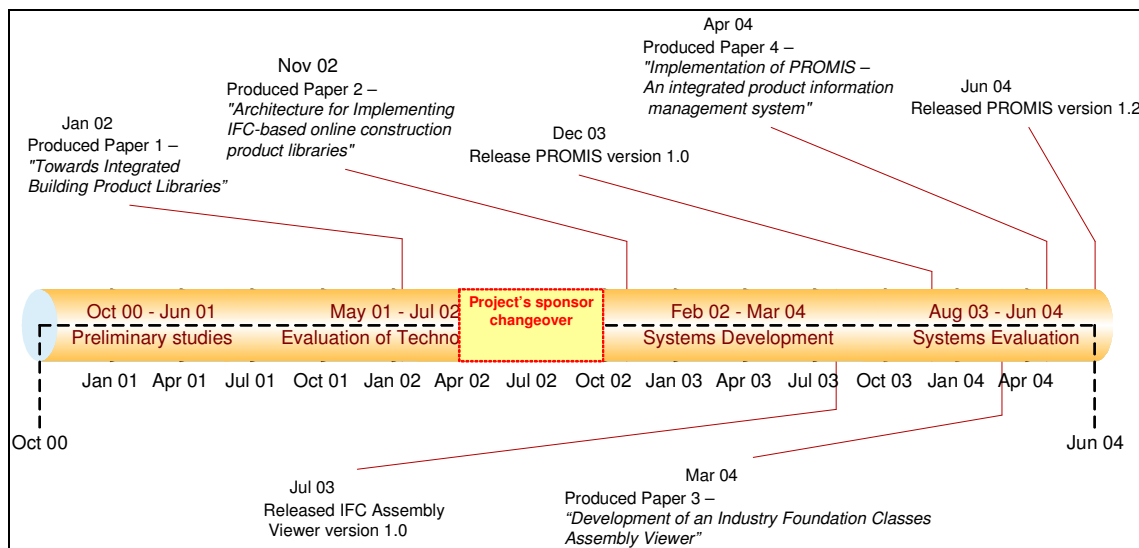 Apr 04
Produced Paper 4 –
"Implementation of PROMIS –
An integrated product information
management system"
Nov 02
Produced Paper 2 –
"Architecture for Implementing
IFC-based online construction
product libraries"
Jun 04
Released PROMIS version 1.2
Jan 02
Produced Paper 1 –
"Towards Integrated
Building Product Libraries”
Dec 03
Release PROMIS version 1.0
Oct 00 - Jun 01
Preliminary studies
May 01 - Jul 02
Evaluation of Techno
Project's sponsor
changeover
Feb 02 - Mar 04
Systems Development
Aug 03 - Jun 04
Systems Evaluation
Jan 01 Apr 01 Jul 01 Oct 01 Jan 02 Apr 02 Jul 02 Oct 02 Jan 03 Apr 03 Jul 03 Oct 03 Jan 04 Apr 04
Oct 00
Jun 04
Jul 03
Released IFC Assembly
Viewer version 1.0
Mar 04
Produced Paper 3 –
“Development of an Industry Foundation Classes
Assembly Viewer”